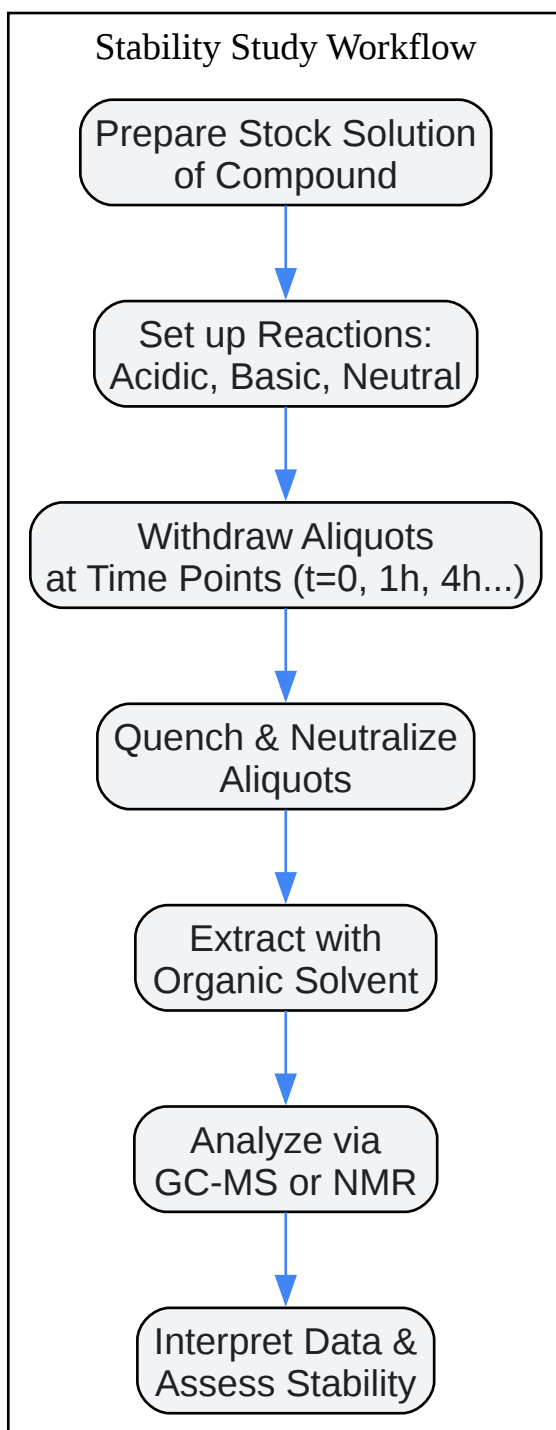 Stability Study Workflow
Prepare Stock Solution
of Compound
Set up Reactions:
Acidic, Basic, Neutral
Withdraw Aliquots
at Time Points (t=0, 1h, 4h...)
Quench & Neutralize
Aliquots
Extract with
Organic Solvent
Analyze via
GC-MS or NMR
Interpret Data &
Assess Stability